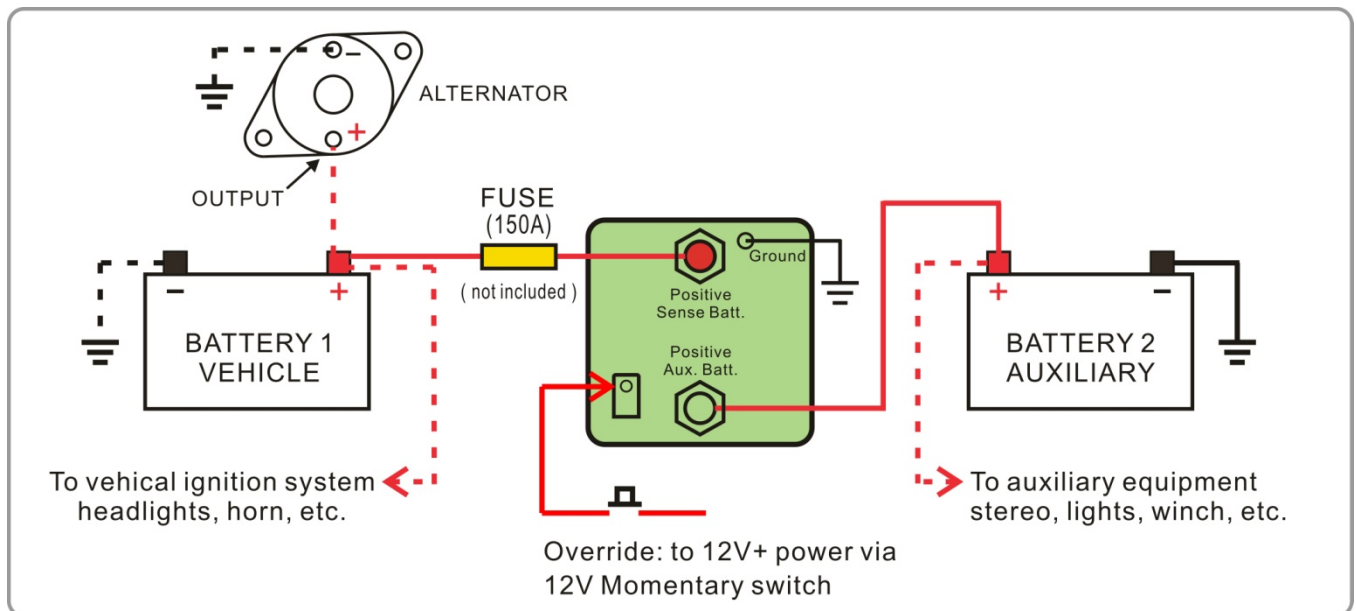 ALTERNATOR
OUTPUT
FUSE
(150A)
( not included )
Ground
Positive
Sense Batt.
Positive
Aux. Batt.
BATTERY 1
VEHICLE
BATTERY 2
AUXILIARY
To vehical ignition system
headlights, horn, etc.
To auxiliary equipment
stereo, lights, winch, etc.
Override: to 12V+ power via
12V Momentary switch